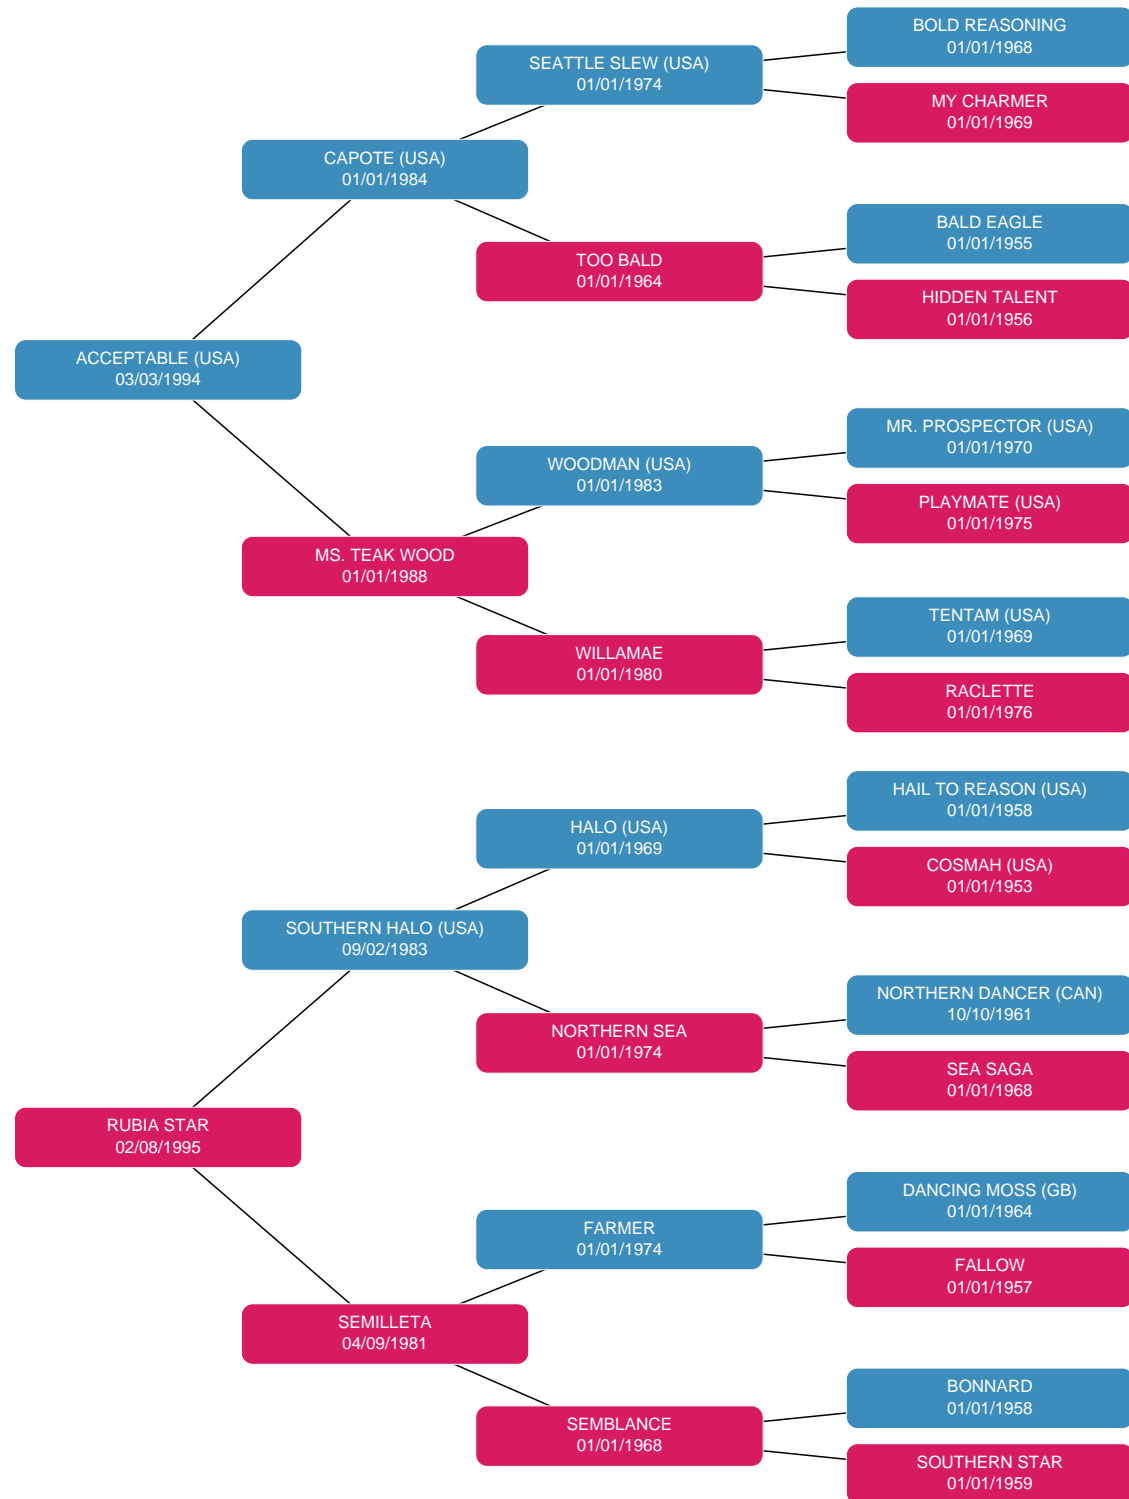 BOLD REASONING
01/01/1968
SEATTLE SLEW (USA)
01/01/1974
MY CHARMER
01/01/1969
CAPOTE (USA)
01/01/1984
BALD EAGLE
01/01/1955
TOO BALD
01/01/1964
HIDDEN TALENT
01/01/1956
ACCEPTABLE (USA)
03/03/1994
MR. PROSPECTOR (USA)
01/01/1970
WOODMAN (USA)
01/01/1983
PLAYMATE (USA)
01/01/1975
MS. TEAK WOOD
01/01/1988
TENTAM (USA)
01/01/1969
WILLAMAE
01/01/1980
RACLETTE
01/01/1976
HAIL TO REASON (USA)
01/01/1958
HALO (USA)
01/01/1969
COSMAH (USA)
01/01/1953
SOUTHERN HALO (USA)
09/02/1983
NORTHERN DANCER (CAN)
10/10/1961
NORTHERN SEA
01/01/1974
SEA SAGA
01/01/1968
RUBIA STAR
02/08/1995
DANCING MOSS (GB)
01/01/1964
FARMER
01/01/1974
FALLOW
01/01/1957
SEMILLETA
04/09/1981
BONNARD
01/01/1958
SEMBLANCE
01/01/1968
SOUTHERN STAR
01/01/1959